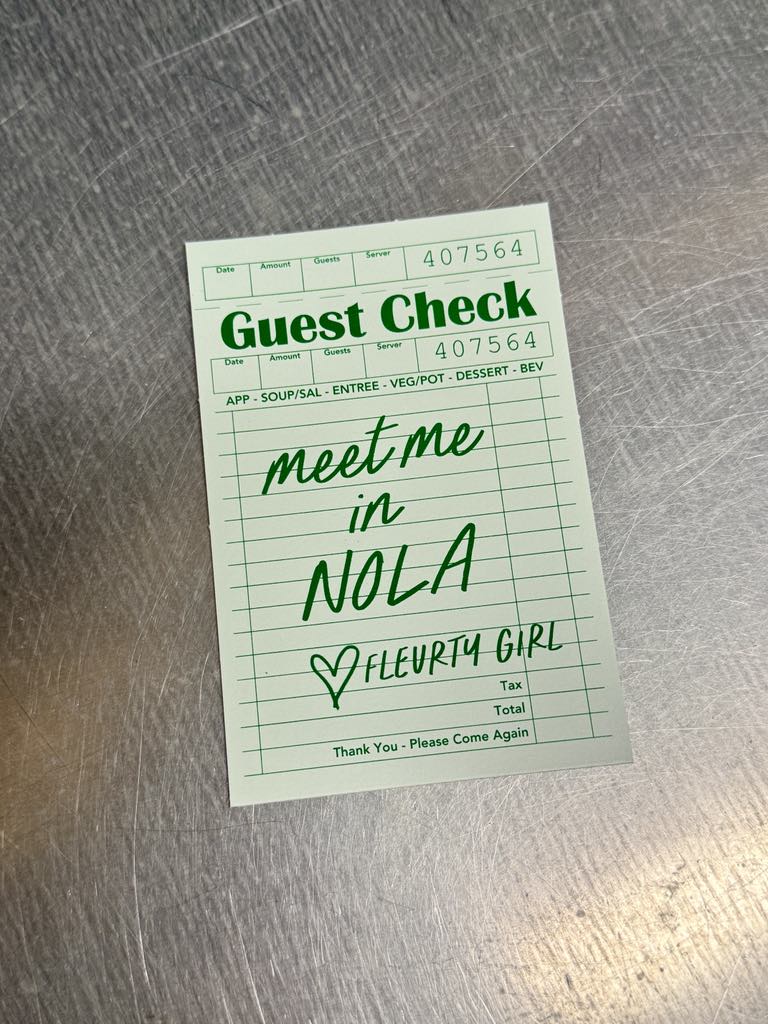 Date Amount Guests Server 407564
Guest Check
Date Amount Guests Server 407564
APP - SOUP/SAL - ENTREE - VEG/POT - DESSERT - BEV
meet me
in
NOLA
♡FLEURTY GIRL
Tax
Total
Thank You - Please Come Again